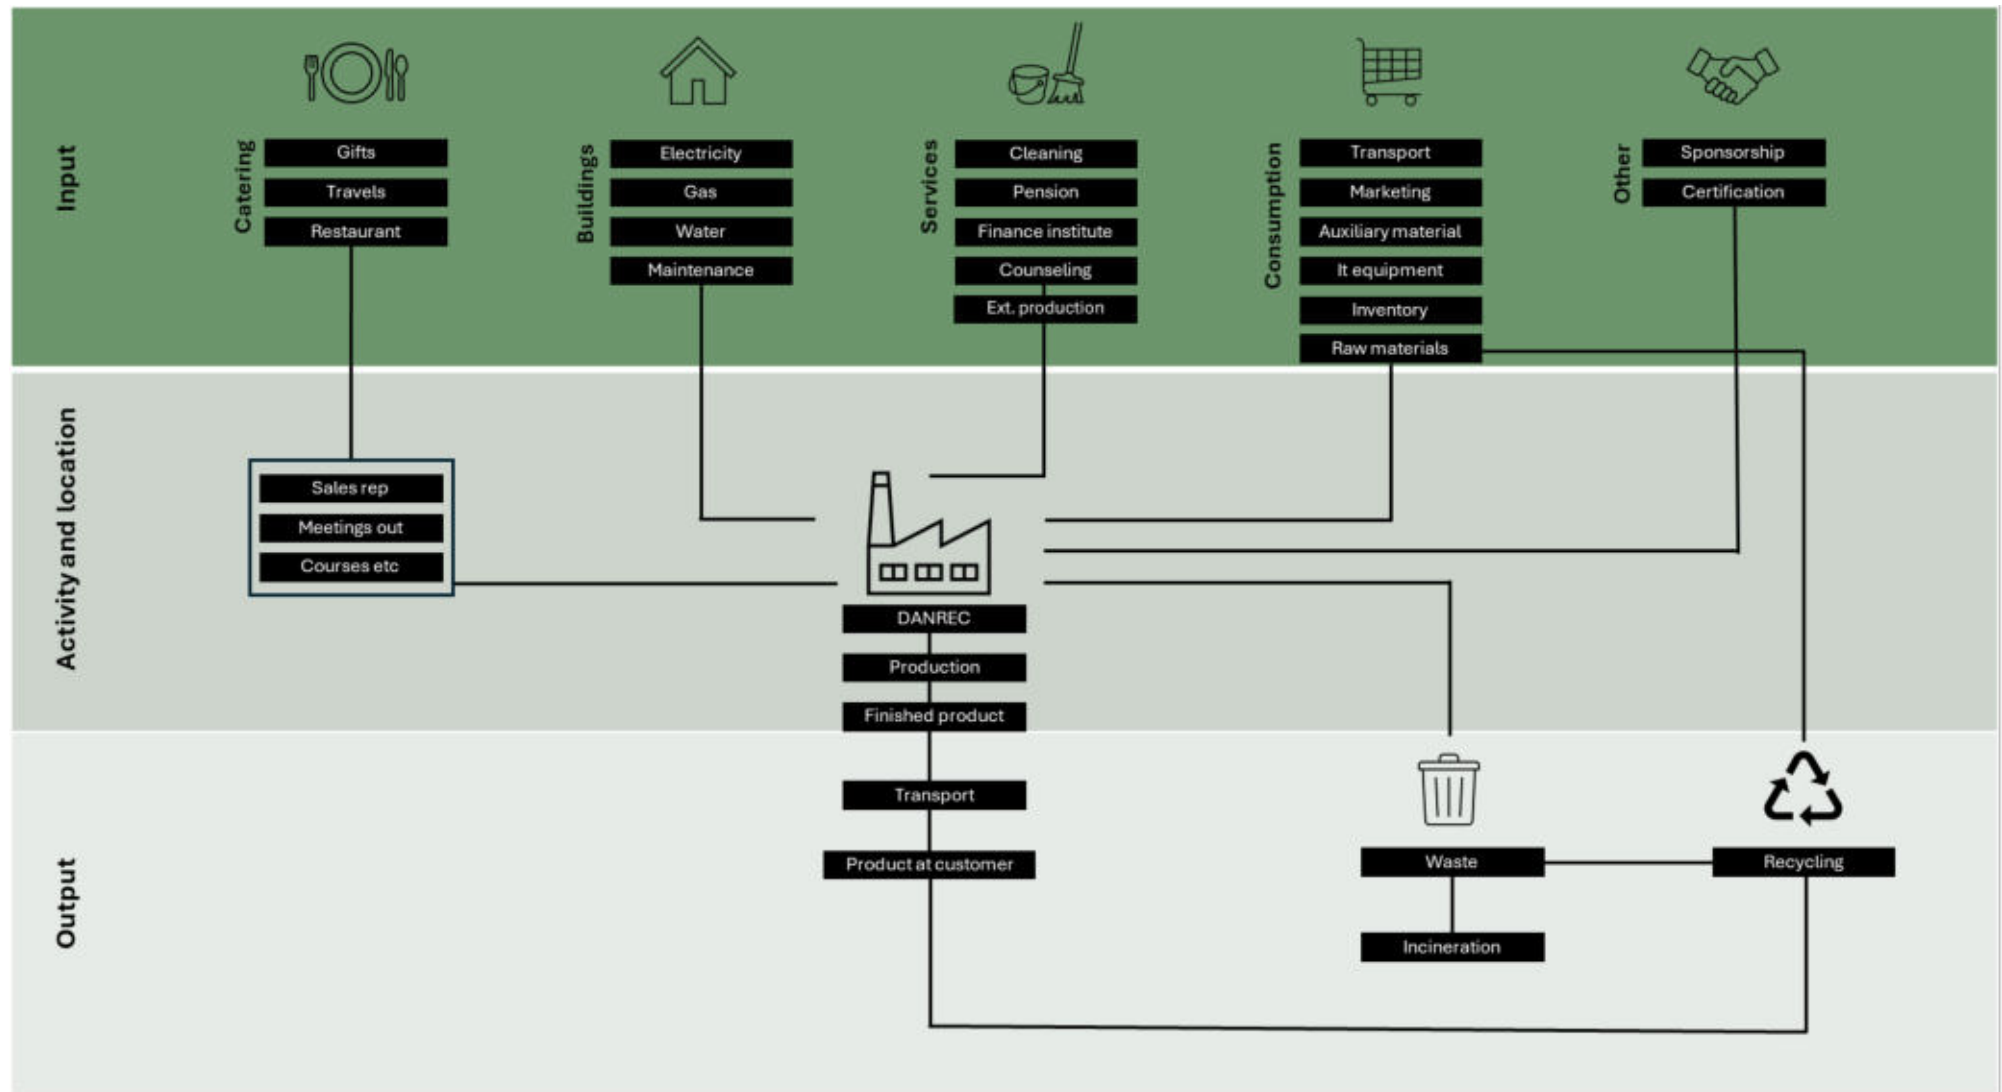 Input
Catering
Gifts
Travels
Restaurant
Buildings
Electricity
Gas
Water
Maintenance
Services
Cleaning
Pension
Finance institute
Counseling
Ext. production
Consumption
Transport
Marketing
Auxiliary material
It equipment
Inventory
Raw materials
Other
Sponsorship
Certification
Activity and location
Sales rep
Meetings out
Courses etc
DANREC
Production
Finished product
Output
Transport
Product at customer
Waste
Recycling
Incineration